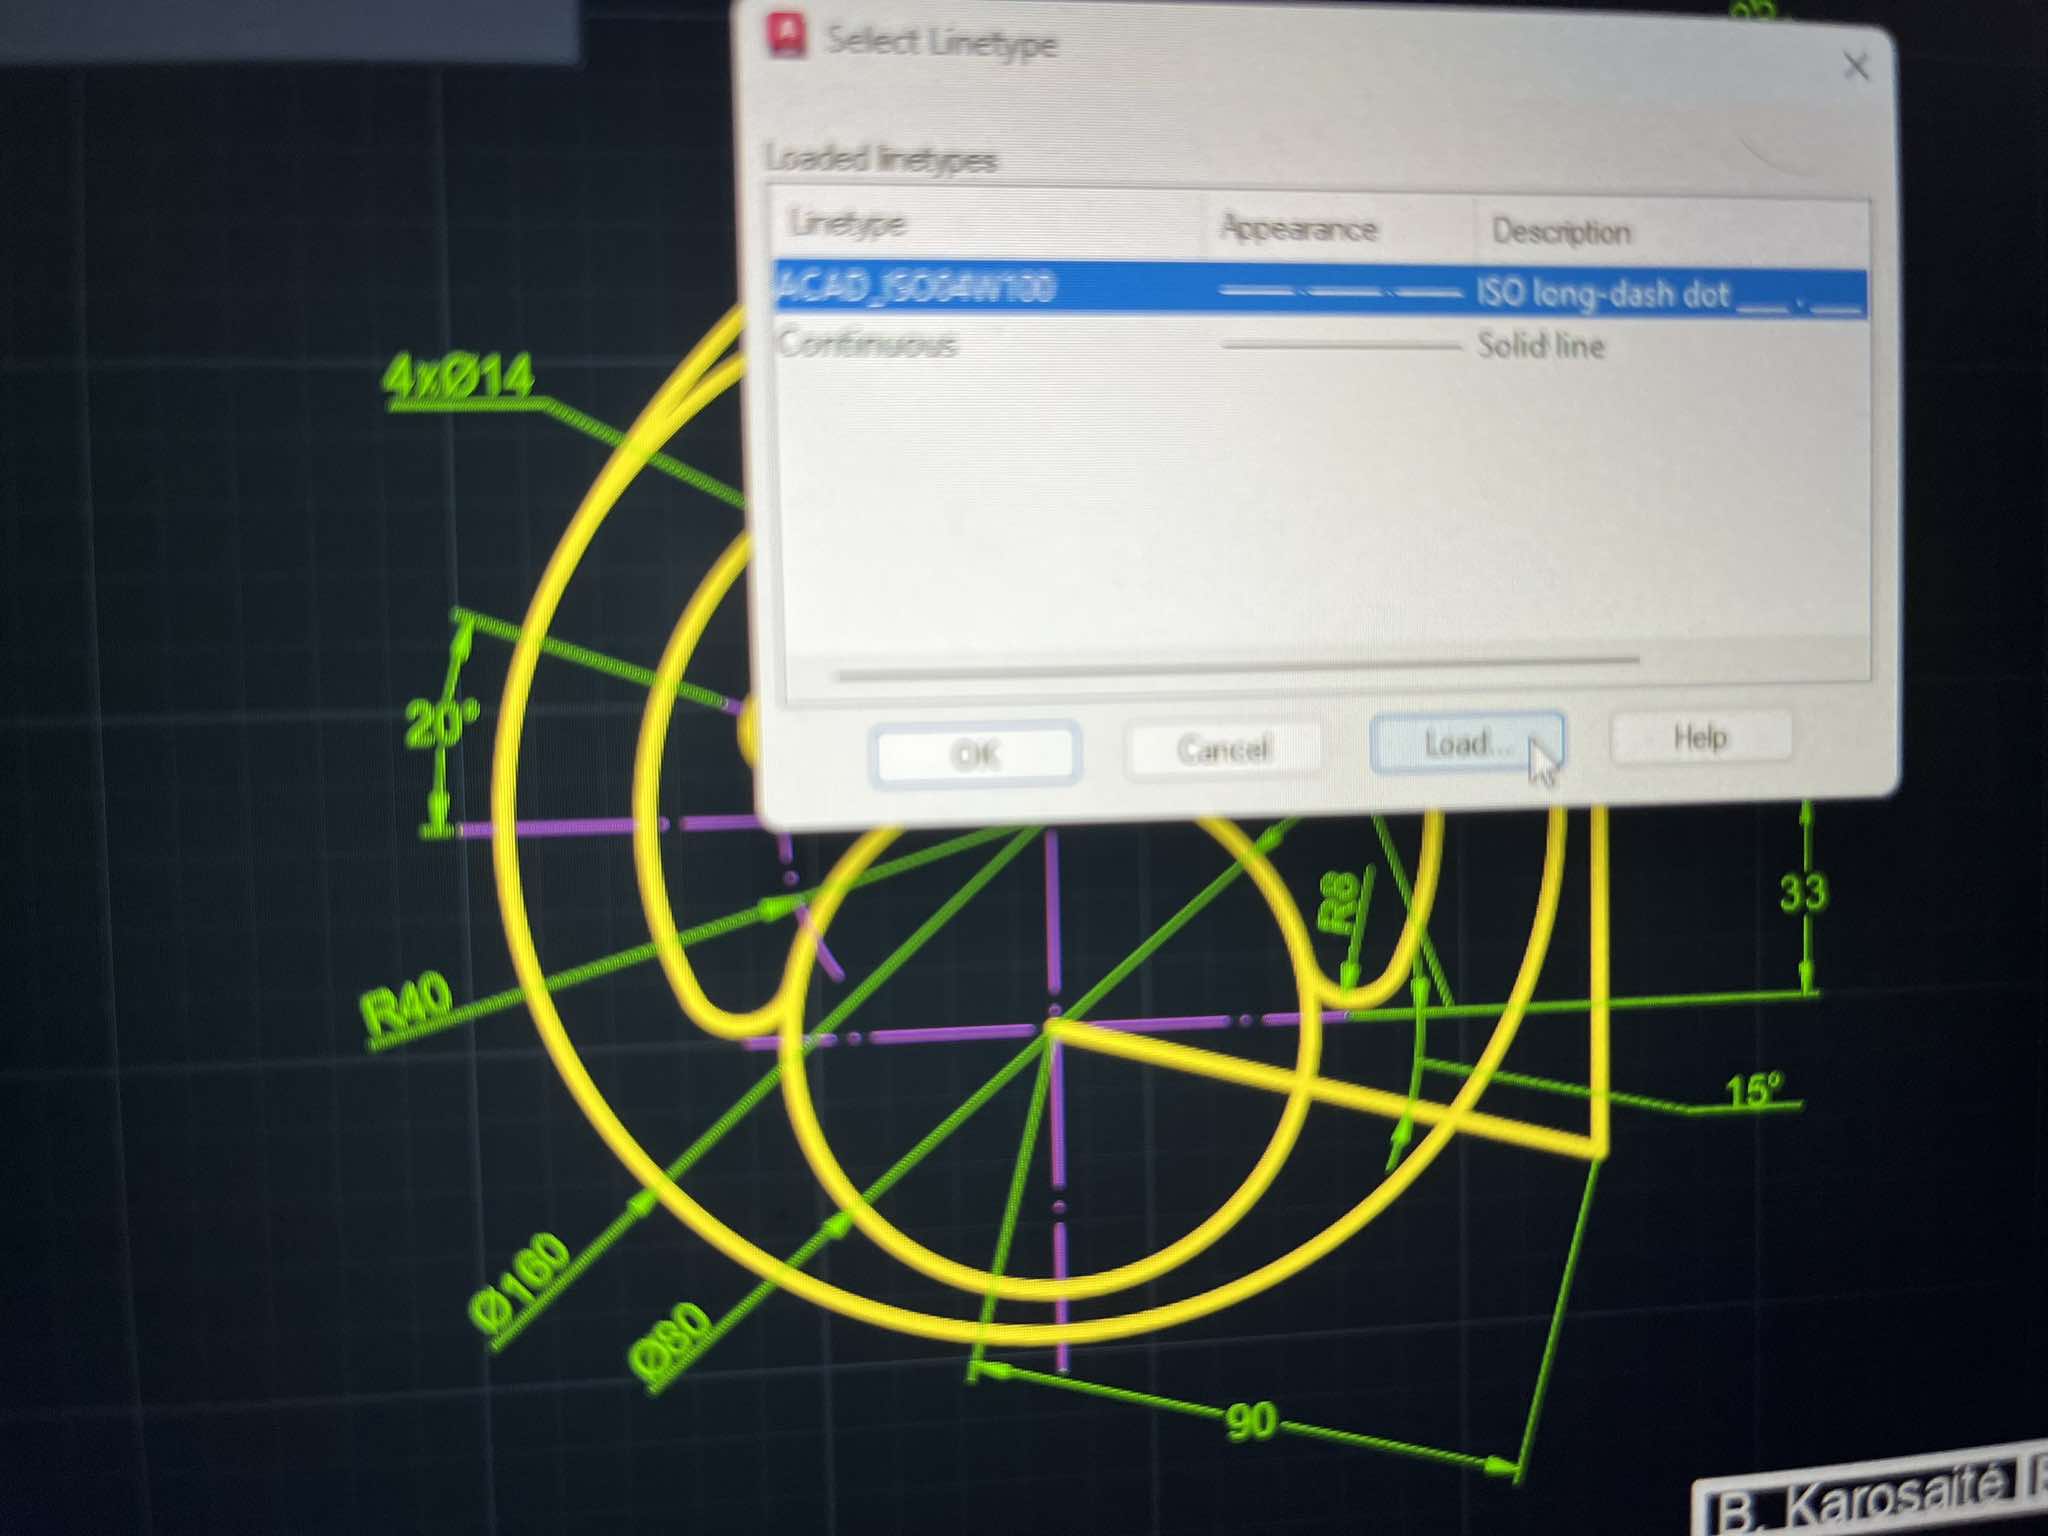 Select Linetype
Loaded linetypes
Linetype Appearance Description
ACAD_ISO04W100 ISO long-dash dot ___ . ___
Continuous Solid line
OK Cancel Load... Help
4xØ14
20°
R40
R8
33
15°
Ø160
Ø80
90
B. Karosaitė